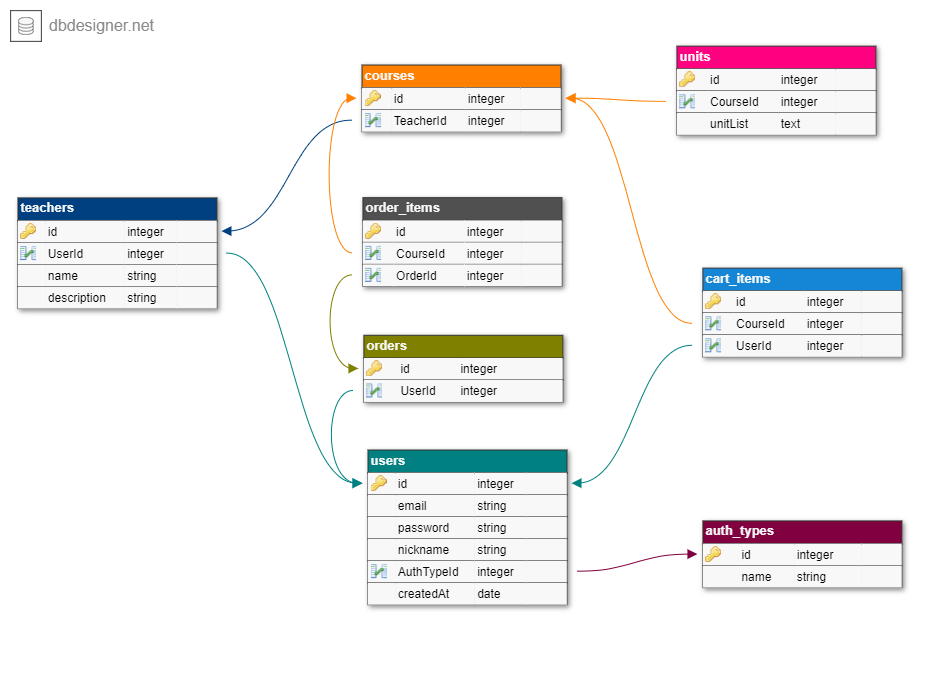 dbdesigner.net
courses
id integer
TeacherId integer
units
id integer
CourseId integer
unitList text
teachers
id integer
UserId integer
name string
description string
order_items
id integer
CourseId integer
OrderId integer
cart_items
id integer
CourseId integer
UserId integer
orders
id integer
UserId integer
users
id integer
email string
password string
nickname string
AuthTypeId integer
createdAt date
auth_types
id integer
name string